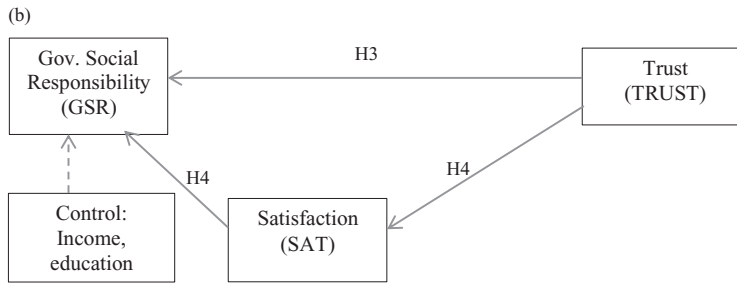 (b)
Gov. Social
Responsibility
(GSR)
H3
Trust
(TRUST)
H4
H4
Control:
Income,
education
Satisfaction
(SAT)